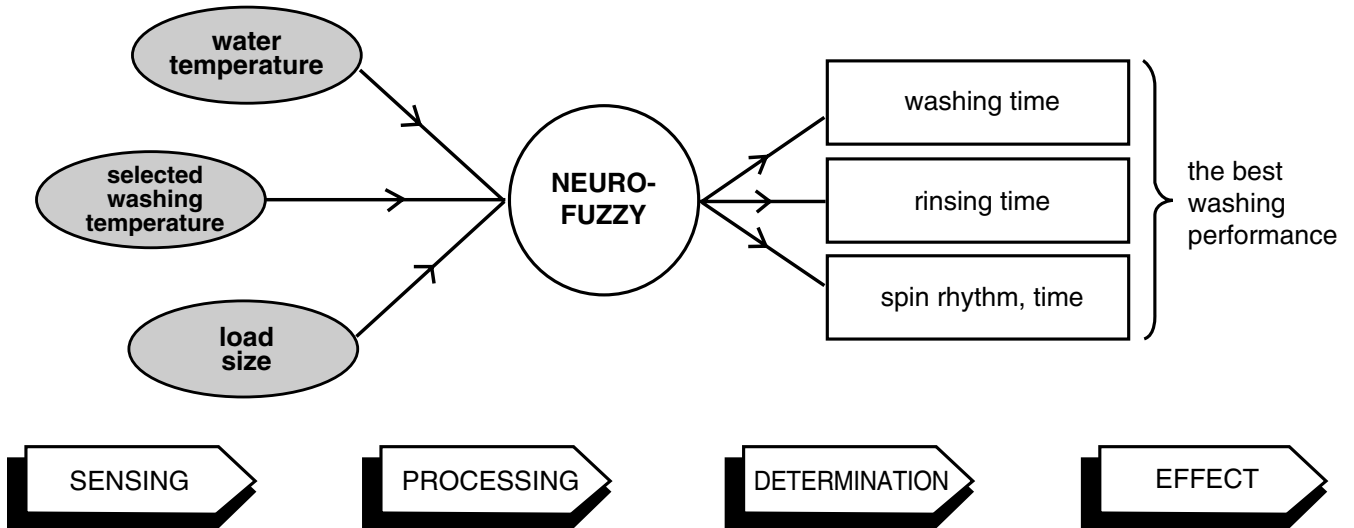 water
temperature
selected
washing
temperature
load
size
NEURO-
FUZZY
washing time
rinsing time
spin rhythm, time
the best
washing
performance
SENSING
PROCESSING
DETERMINATION
EFFECT